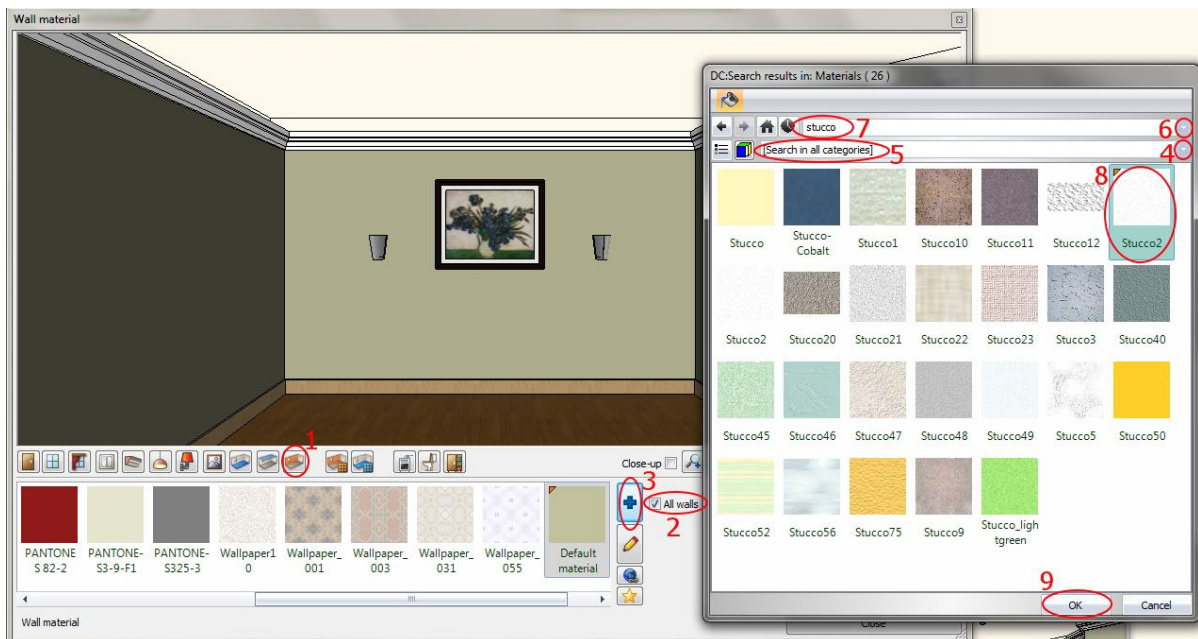 Wall material
DC:Search results in: Materials ( 26 )
stucco
7
6
[Search in all categories]
5
4
8
Stucco
Stucco-
Cobalt
Stucco1
Stucco10
Stucco11
Stucco12
Stucco2
Stucco2
Stucco20
Stucco21
Stucco22
Stucco23
Stucco3
Stucco40
Stucco45
Stucco46
Stucco47
Stucco48
Stucco49
Stucco5
Stucco50
Stucco52
Stucco56
Stucco75
Stucco9
Stucco_ligh
tgreen
9
OK
Cancel
1
Close-up
3
All walls
2
PANTONE
S 82-2
PANTONE-
S3-9-F1
PANTONE-
S325-3
Wallpaper1
0
Wallpaper_
001
Wallpaper_
003
Wallpaper_
031
Wallpaper_
055
Default
material
Wall material
Close